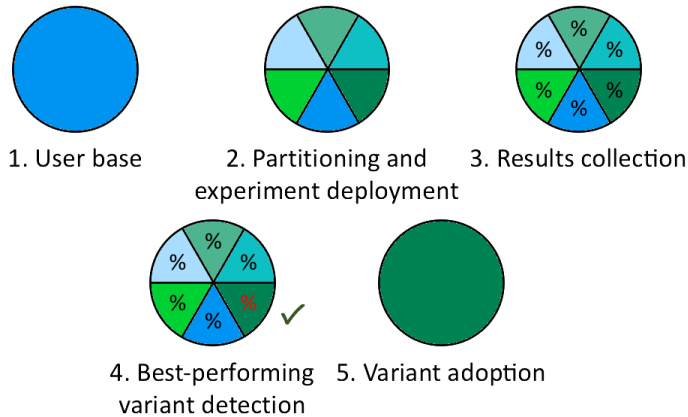 1. User base
2. Partitioning and
experiment deployment
% % % % % %
3. Results collection
% % % % % %
4. Best-performing
variant detection
5. Variant adoption